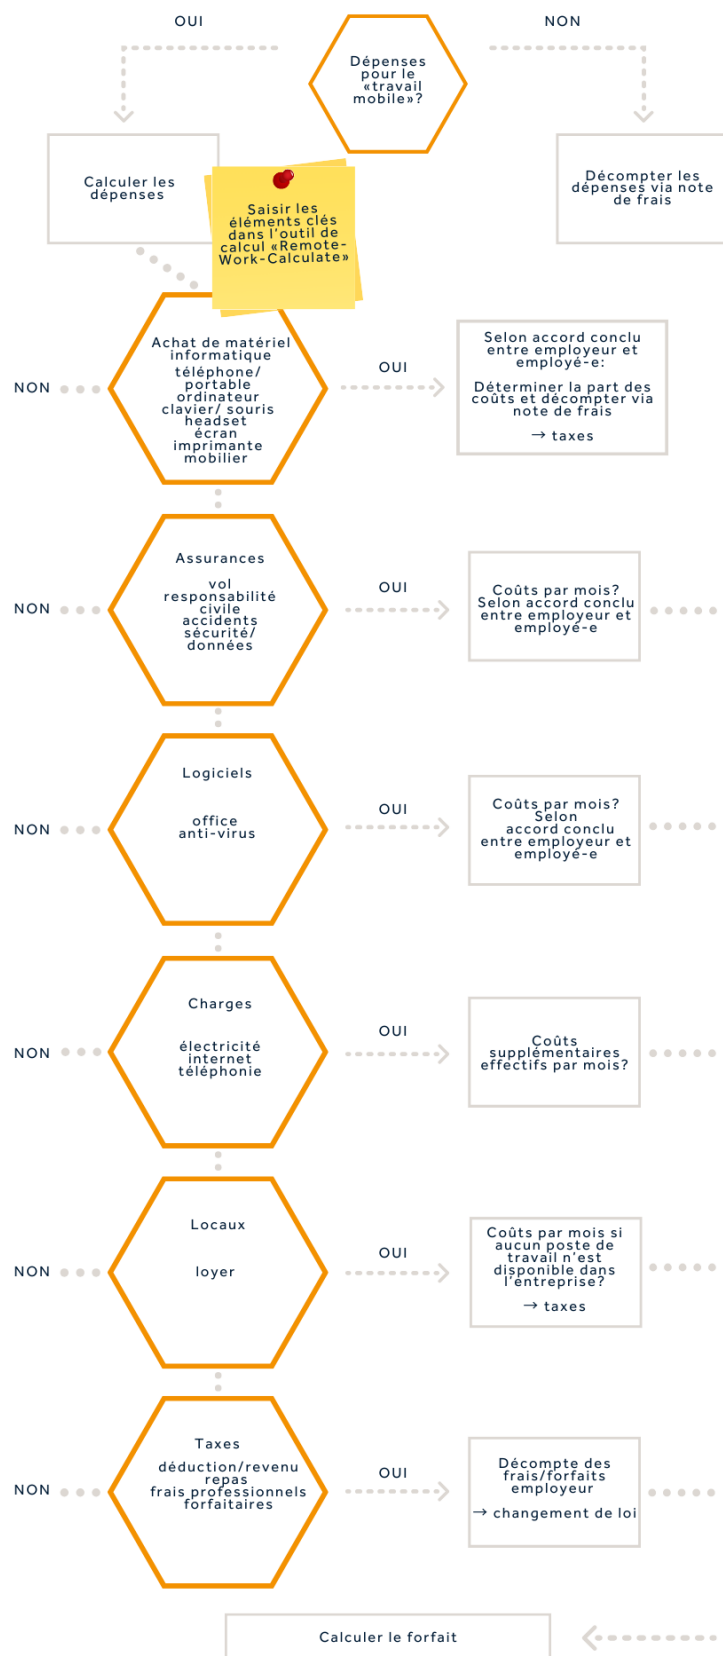 OUI
NON
Dépenses
pour le
«travail
mobile»?
Calculer les
dépenses
Décompter les
dépenses via note
de frais
Saisir les
éléments clés
dans l'outil de
calcul «Remote-
Work-Calculate»
Achat de matériel
informatique
téléphone/
portable
ordinateur
clavier/ souris
headset
écran
imprimante
mobilier
NON
OUI
Selon accord conclu
entre employeur et
employé-e:
Déterminer la part des
coûts et décompter via
note de frais
→ taxes
Assurances
vol
responsabilité
civile
accidents
sécurité/
données
NON
OUI
Coûts par mois?
Selon accord conclu
entre employeur et
employé-e
Logiciels
office
anti-virus
NON
OUI
Coûts par mois?
Selon
accord conclu
entre employeur et
employé-e
Charges
électricité
internet
téléphonie
NON
OUI
Coûts
supplémentaires
effectifs par mois?
Locaux
loyer
NON
OUI
Coûts par mois si
aucun poste de
travail n'est
disponible dans
l'entreprise?
→ taxes
Taxes
déduction/revenu
repas
frais professionnels
forfaitaires
NON
OUI
Décompte des
frais/forfaits
employeur
→ changement de loi
Calculer le forfait